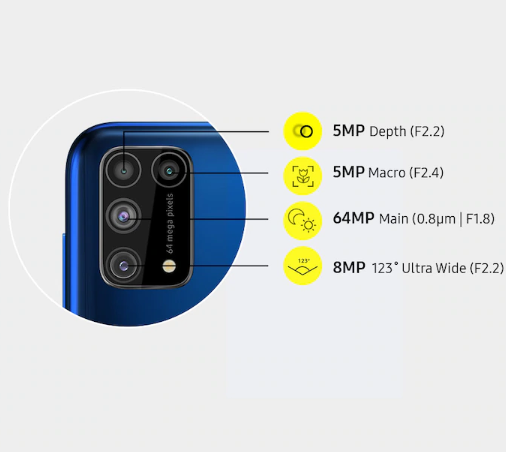 5MP Depth (F2.2)
5MP Macro (F2.4)
64MP Main (0.8µm | F1.8)
64 mega pixels
123°
8MP 123° Ultra Wide (F2.2)